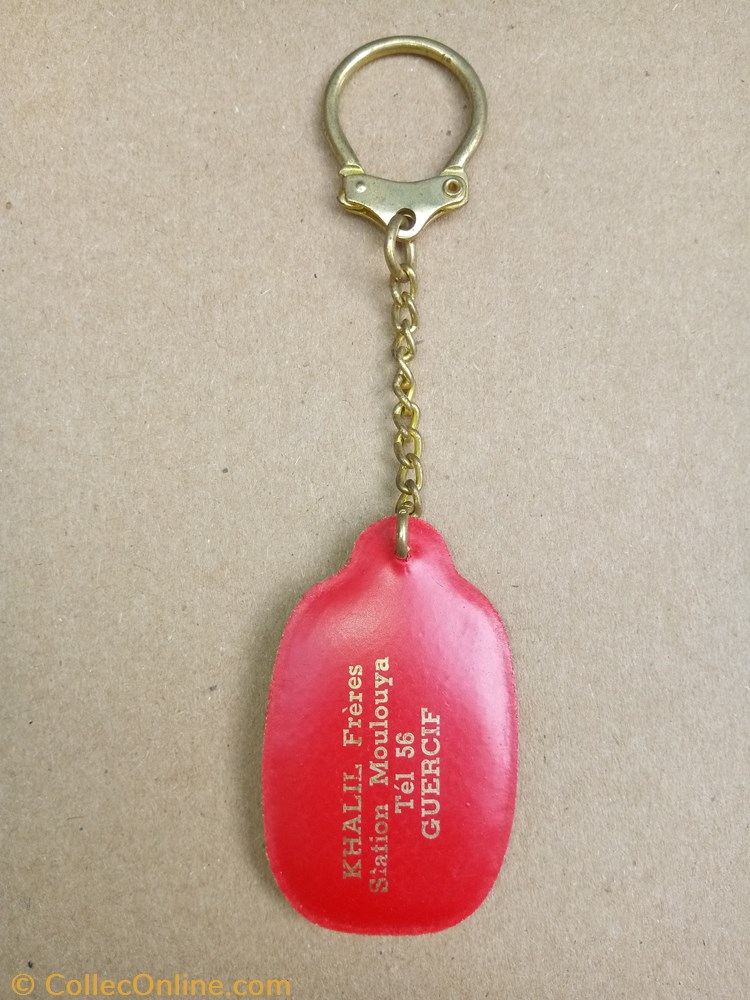 KHALIL Frères
Station Moulouya
Tél 56
GUERCIF
© CollecOnline.com